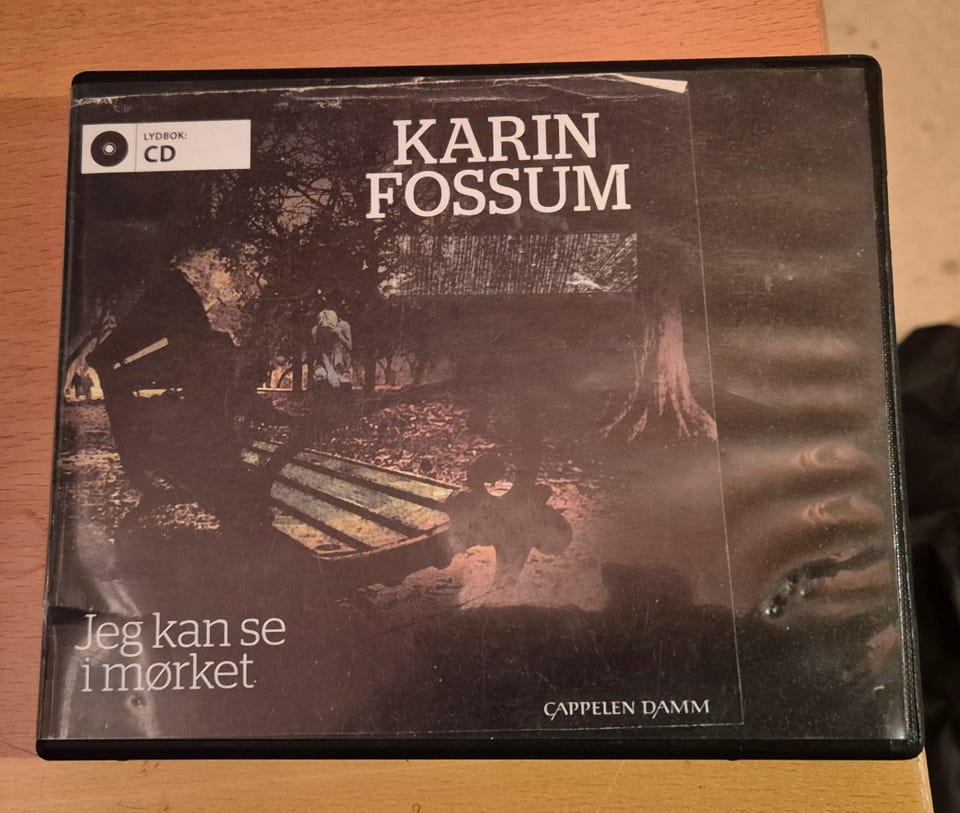 LYDBOK:
CD
KARIN
FOSSUM
Jeg kan se
i mørket
CAPPELEN DAMM